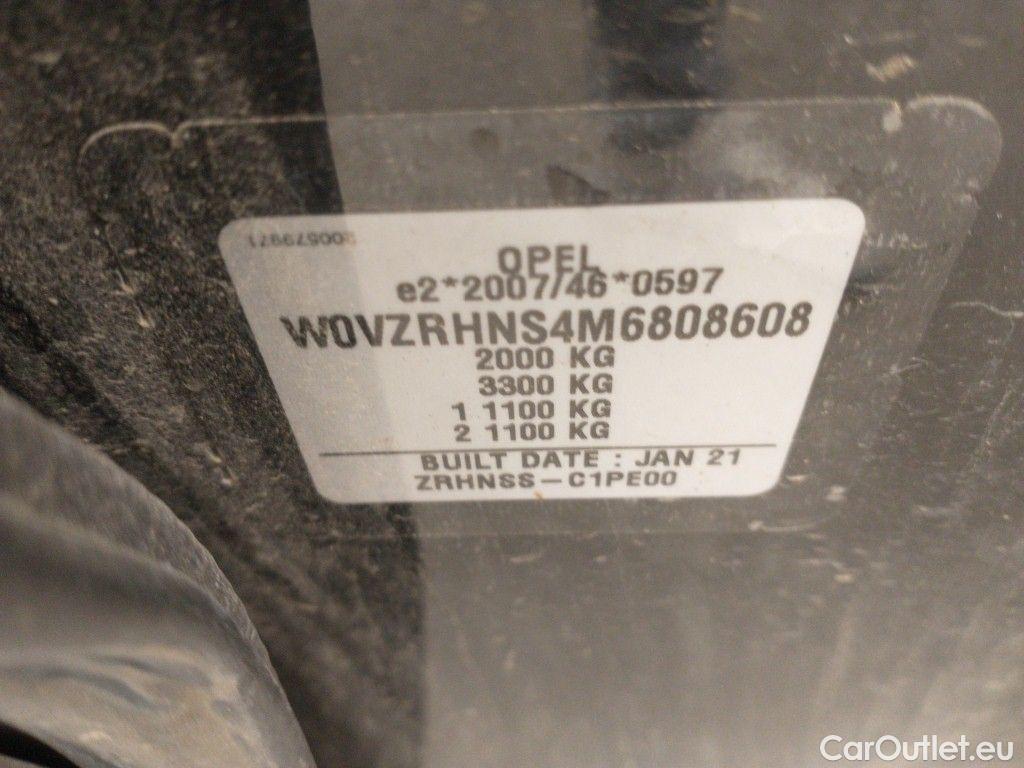 200579971
OPEL
e2*2007/46*0597
W0VZRHNS4M6808608
2000 KG
3300 KG
1 1100 KG
2 1100 KG
BUILT DATE : JAN 21
ZRHNSS-C1PE00
CarOutlet.eu